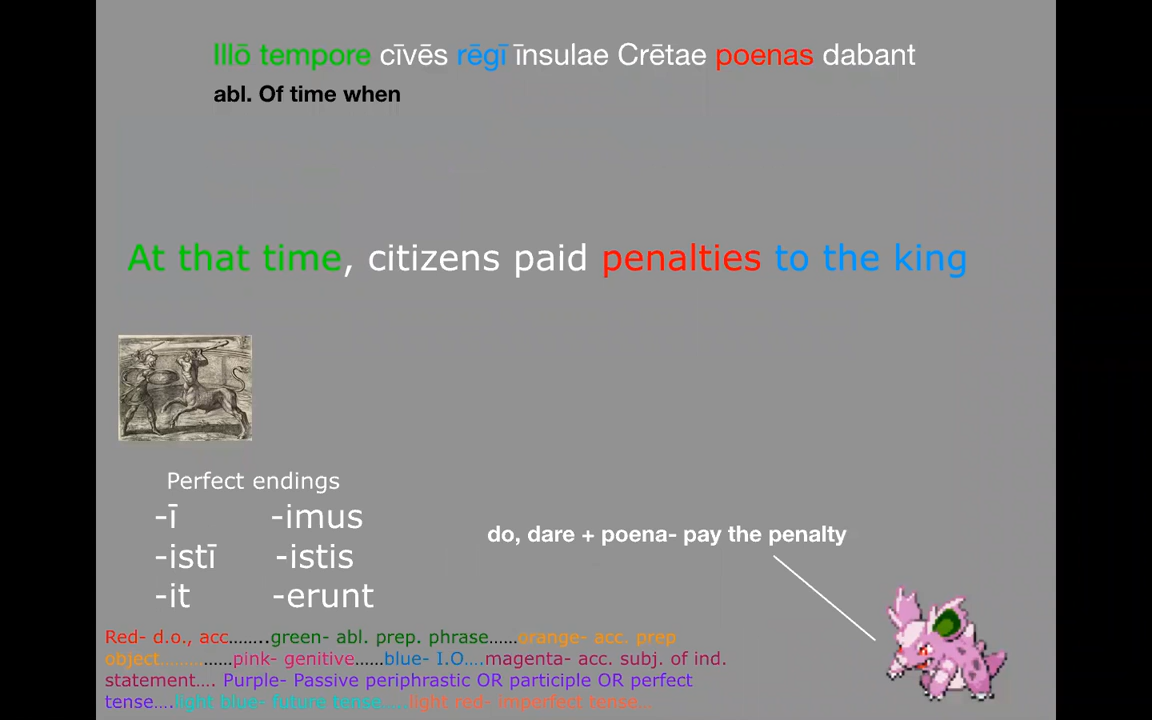 Illō tempore cīvēs rēgī īnsulae Crētae poenas dabant
abl. Of time when
At that time, citizens paid penalties to the king
Perfect endings
-ī -imus
-istī -istis
-it -erunt
do, dare + poena- pay the penalty
Red- d.o., acc……..green- abl. prep. phrase……orange- acc. prep
object……………pink- genitive……blue- I.O….magenta- acc. subj. of ind.
statement…. Purple- Passive periphrastic OR participle OR perfect
tense….light blue- future tense…..light red- imperfect tense…